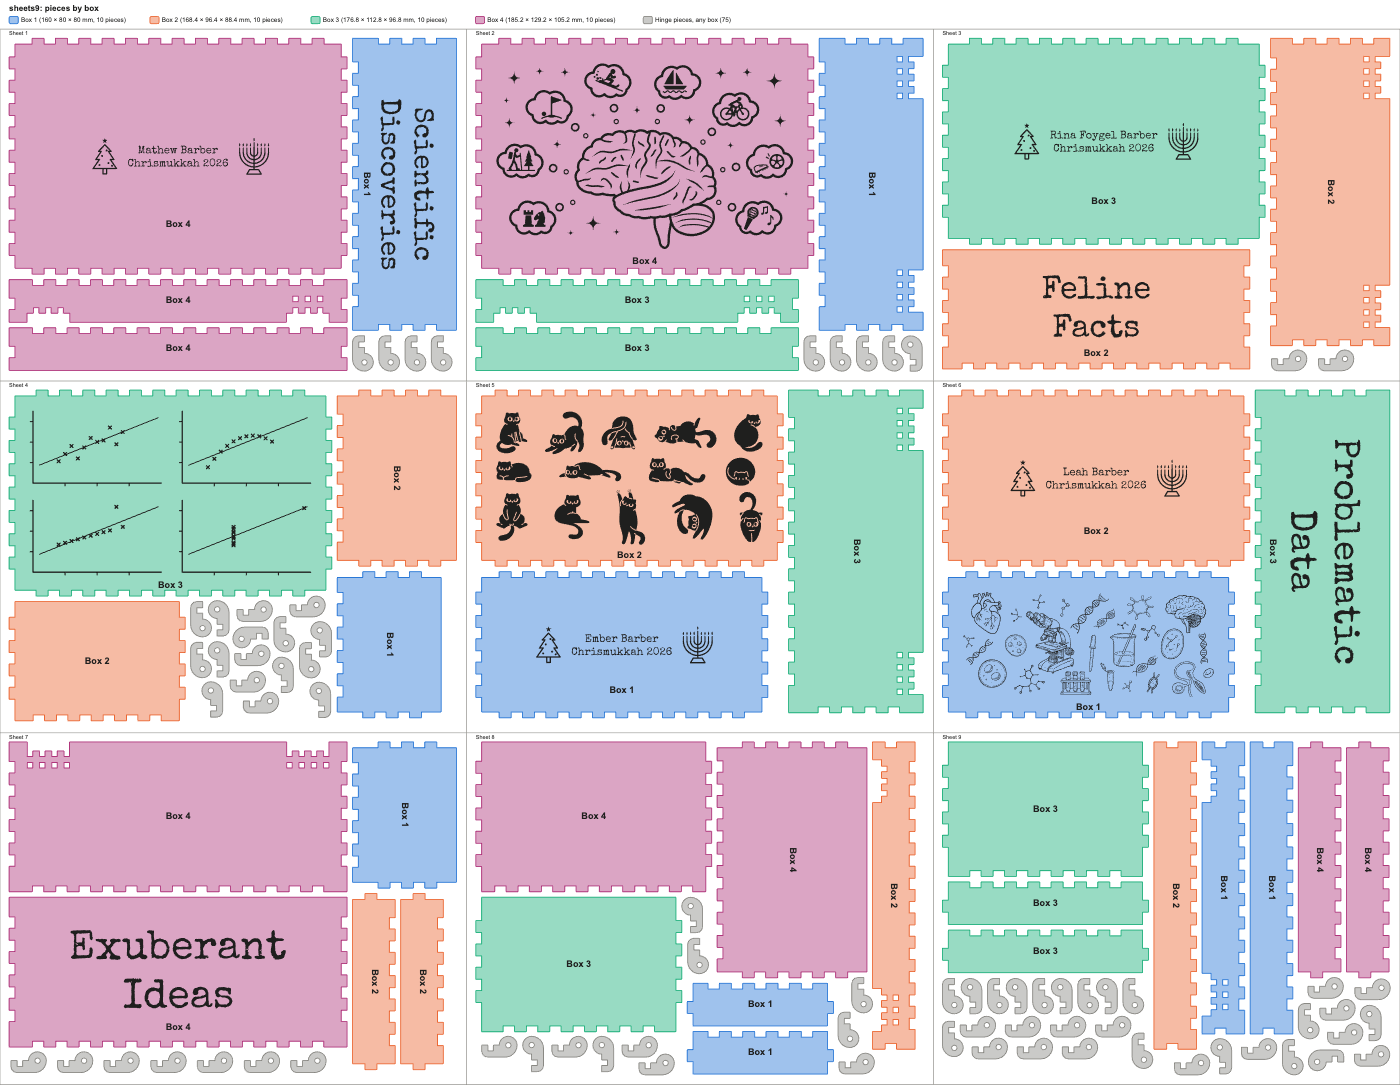 sheets9: pieces by box
Box 1 (160 × 80 × 80 mm, 10 pieces)
Box 2 (168.4 × 96.4 × 88.4 mm, 10 pieces)
Box 3 (176.8 × 112.8 × 96.8 mm, 10 pieces)
Box 4 (185.2 × 129.2 × 105.2 mm, 10 pieces)
Hinge pieces, any box (75)
Sheet 1
Mathew Barber
Chrismukkah 2026
Box 4
Scientific
Discoveries
Box 1
Box 4
Box 4
Sheet 2
Box 4
Box 1
Box 3
Box 3
Sheet 3
Rina Foygel Barber
Chrismukkah 2026
Box 3
Box 2
Feline
Facts
Box 2
Sheet 4
Box 3
Box 2
Box 2
Box 1
Sheet 5
Box 2
Box 3
Ember Barber
Chrismukkah 2026
Box 1
Sheet 6
Leah Barber
Chrismukkah 2026
Box 2
Problematic
Data
Box 3
Box 1
Sheet 7
Box 4
Box 1
Exuberant
Ideas
Box 4
Box 2
Box 2
Sheet 8
Box 4
Box 4
Box 2
Box 3
Box 1
Box 1
Sheet 9
Box 3
Box 3
Box 3
Box 2
Box 1
Box 1
Box 4
Box 4